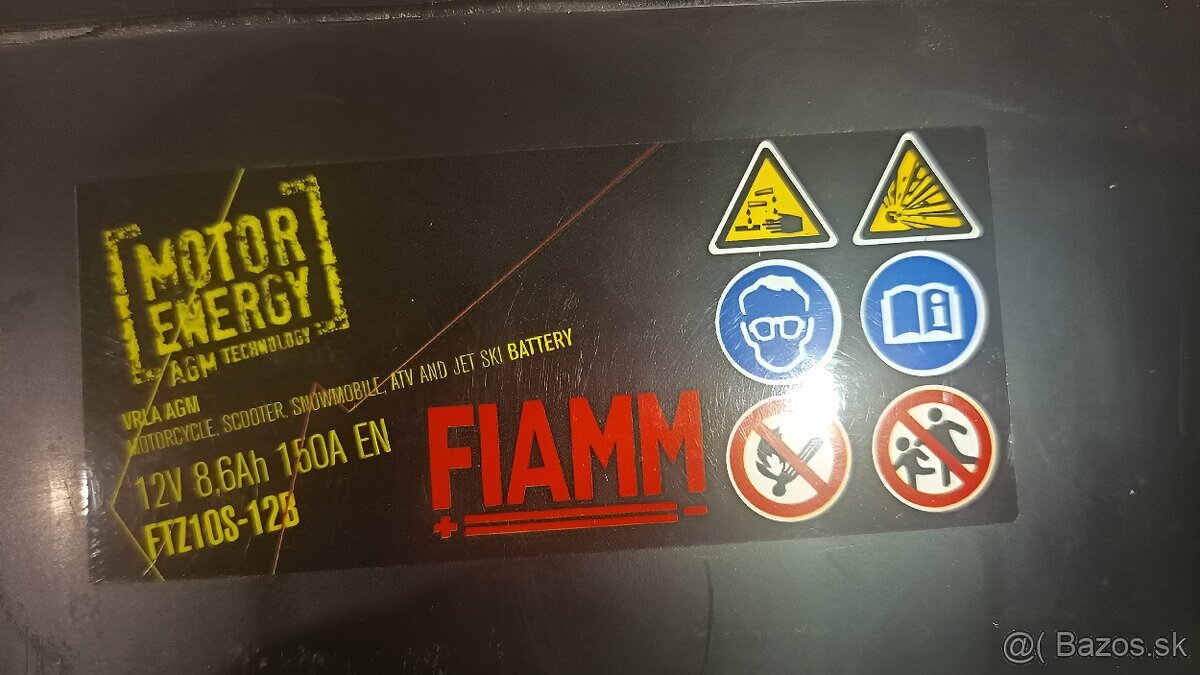 MOTOR
ENERGY
AGM TECHNOLOGY
VRLA AGM
MOTORCYCLE, SCOOTER, SNOWMOBILE, ATV AND JET SKI BATTERY
12V 8,6Ah 150A EN
FTZ10S-12B
FIAMM
+ -
i
@( Bazos.sk